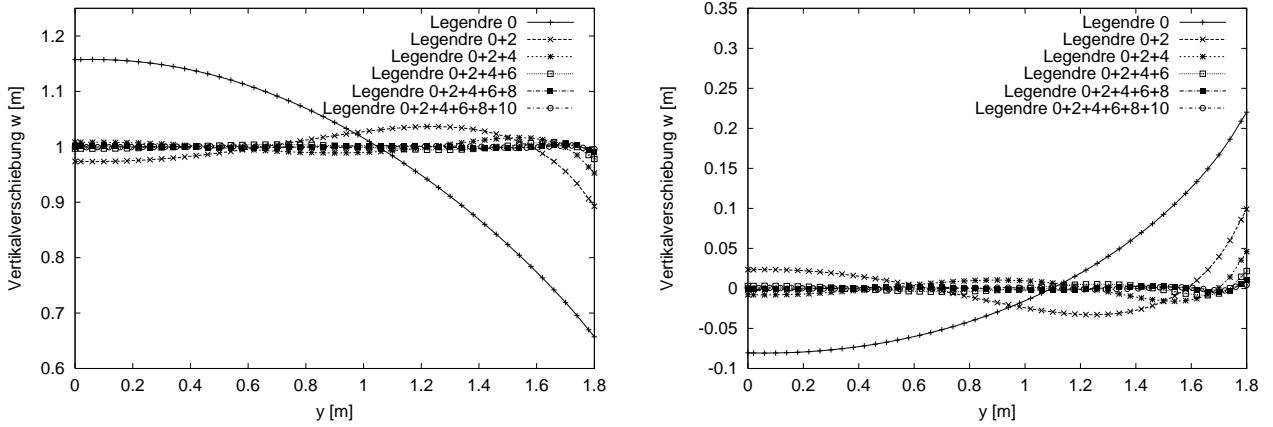 Vertikalverschiebung w [m]
1.2
1.1
1
0.9
0.8
0.7
0.6
0
0.2
0.4
0.6
0.8
1
1.2
1.4
1.6
1.8
y [m]
Legendre 0
Legendre 0+2
Legendre 0+2+4
Legendre 0+2+4+6
Legendre 0+2+4+6+8
Legendre 0+2+4+6+8+10
Vertikalverschiebung w [m]
0.35
0.3
0.25
0.2
0.15
0.1
0.05
0
-0.05
-0.1
0
0.2
0.4
0.6
0.8
1
1.2
1.4
1.6
1.8
y [m]
Legendre 0
Legendre 0+2
Legendre 0+2+4
Legendre 0+2+4+6
Legendre 0+2+4+6+8
Legendre 0+2+4+6+8+10